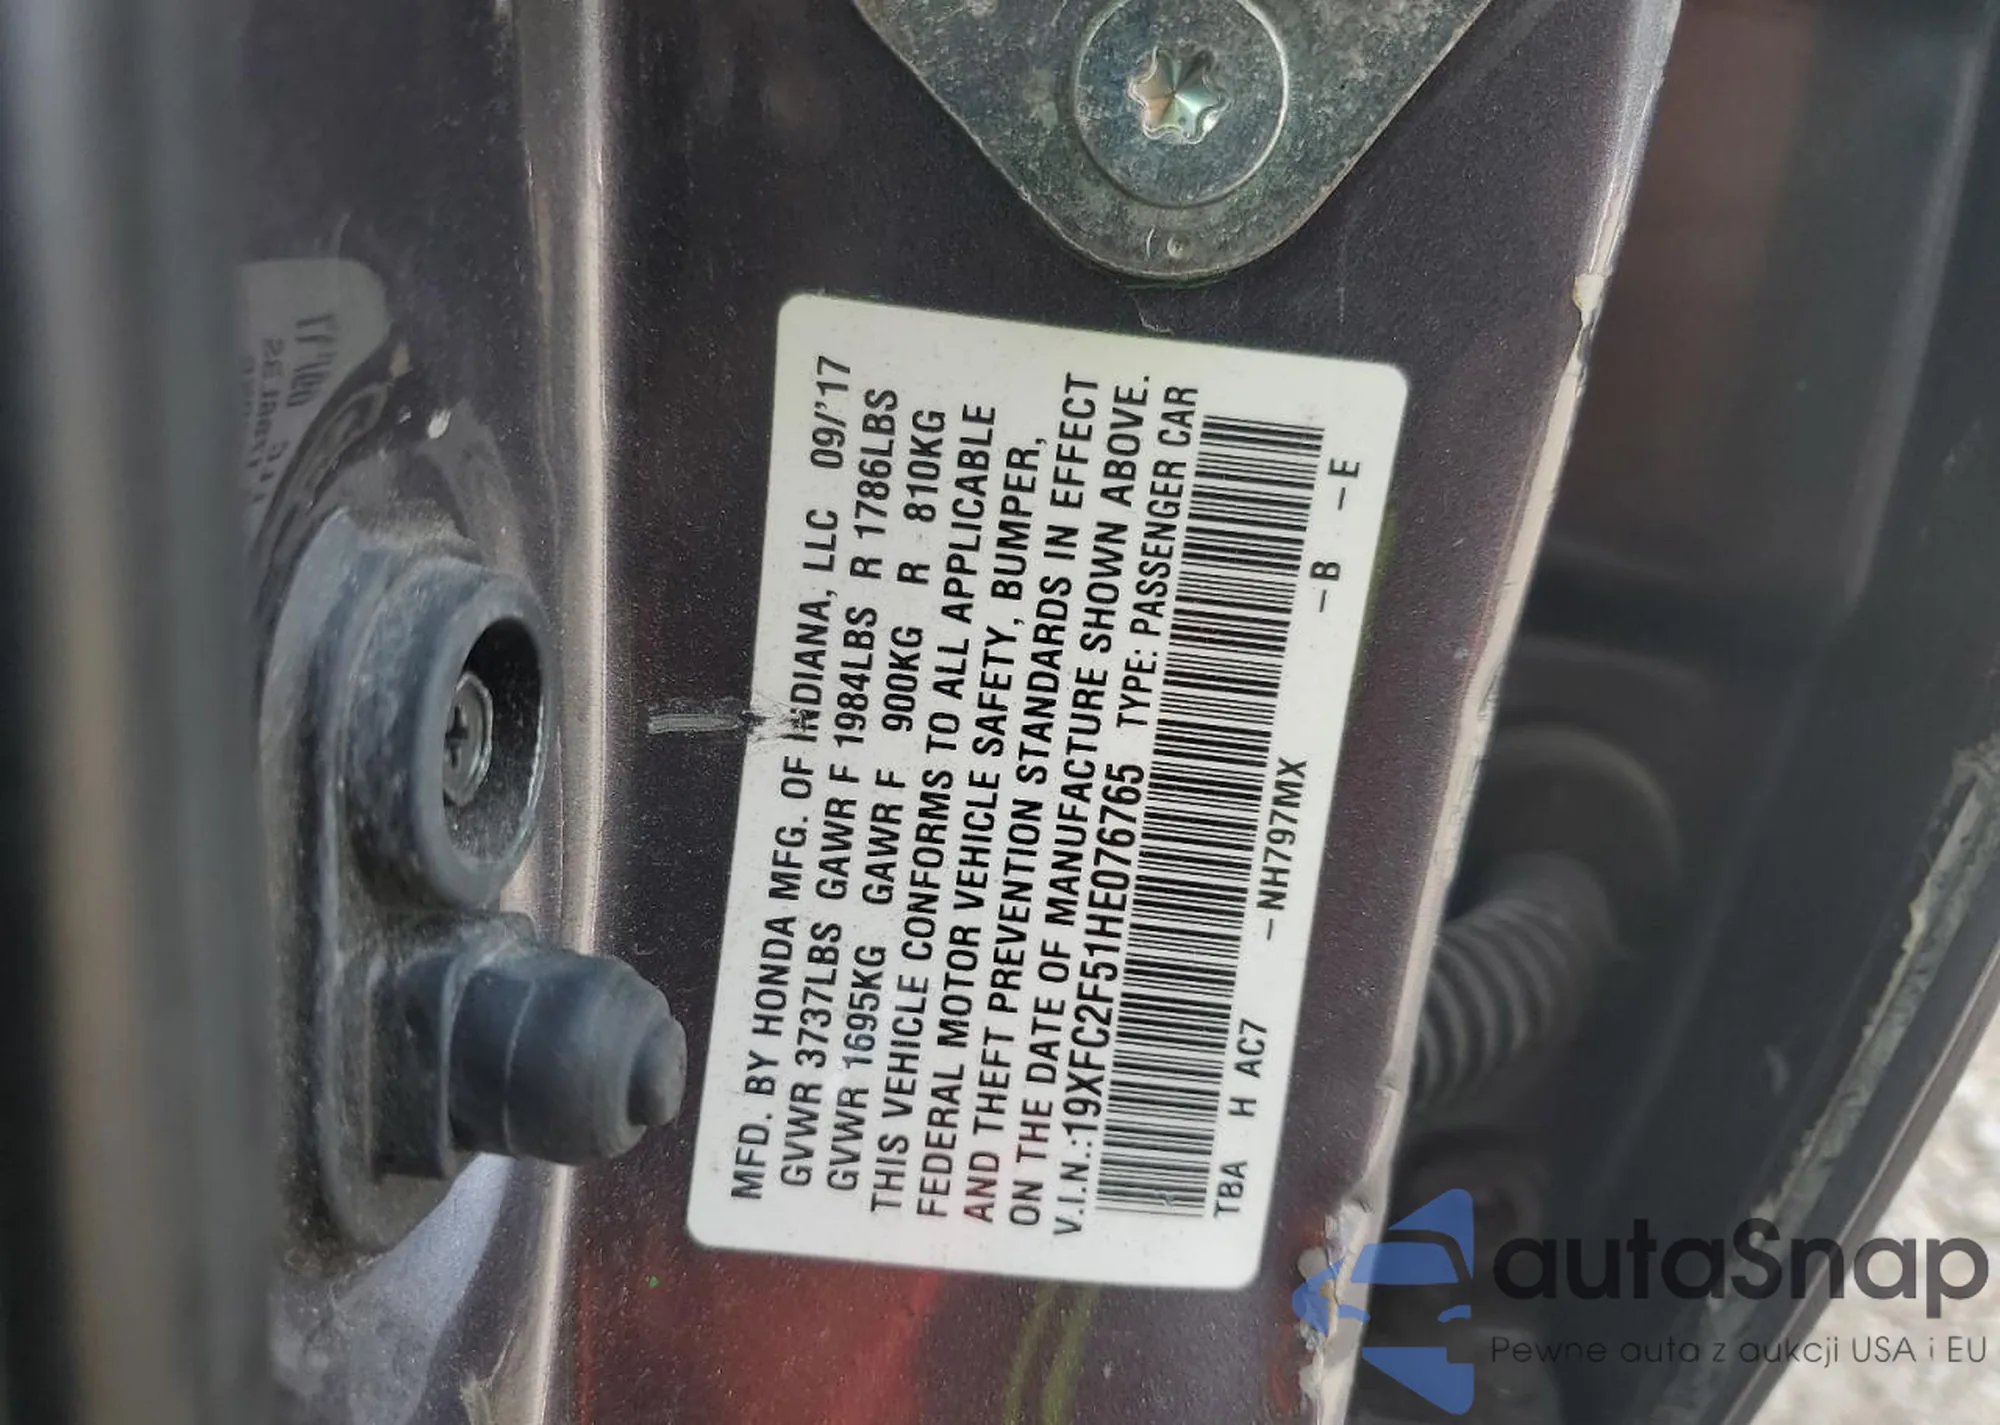 MFD. BY HONDA MFG. OF INDIANA, LLC 09/'17
GVWR 3737LBS GAWR F 1984LBS R 1786LBS
GVWR 1695KG GAWR F 900KG R 810KG
THIS VEHICLE CONFORMS TO ALL APPLICABLE
FEDERAL MOTOR VEHICLE SAFETY, BUMPER,
AND THEFT PREVENTION STANDARDS IN EFFECT
ON THE DATE OF MANUFACTURE SHOWN ABOVE.
V.I.N.:19XFC2F51HE076765 TYPE: PASSENGER CAR
TBA H AC7 -NH797MX -B -E
autaSnap
Pewne auta z aukcji USA i EU